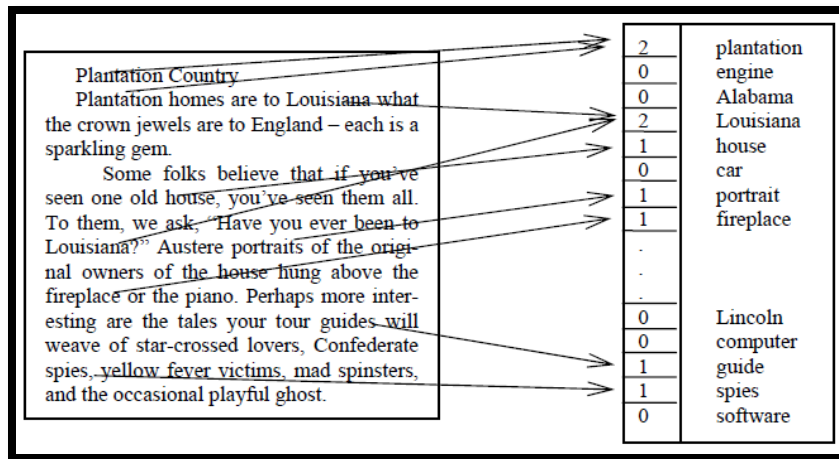 Plantation Country
Plantation homes are to Louisiana what
the crown jewels are to England – each is a
sparkling gem.
Some folks believe that if you've
seen one old house, you've seen them all.
To them, we ask, "Have you ever been to
Louisiana?" Austere portraits of the origi-
nal owners of the house hung above the
fireplace or the piano. Perhaps more inter-
esting are the tales your tour guides will
weave of star-crossed lovers, Confederate
spies, yellow fever victims, mad spinsters,
and the occasional playful ghost.
2 plantation
0 engine
0 Alabama
2 Louisiana
1 house
0 car
1 portrait
1 fireplace
.
.
.
0 Lincoln
0 computer
1 guide
1 spies
0 software